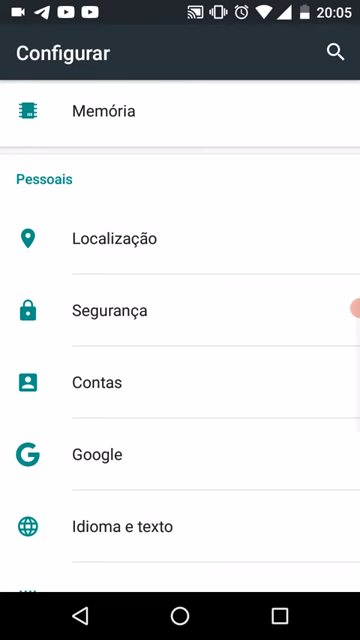 20:05
Configurar
Memória
Pessoais
Localização
Segurança
Contas
Google
Idioma e texto